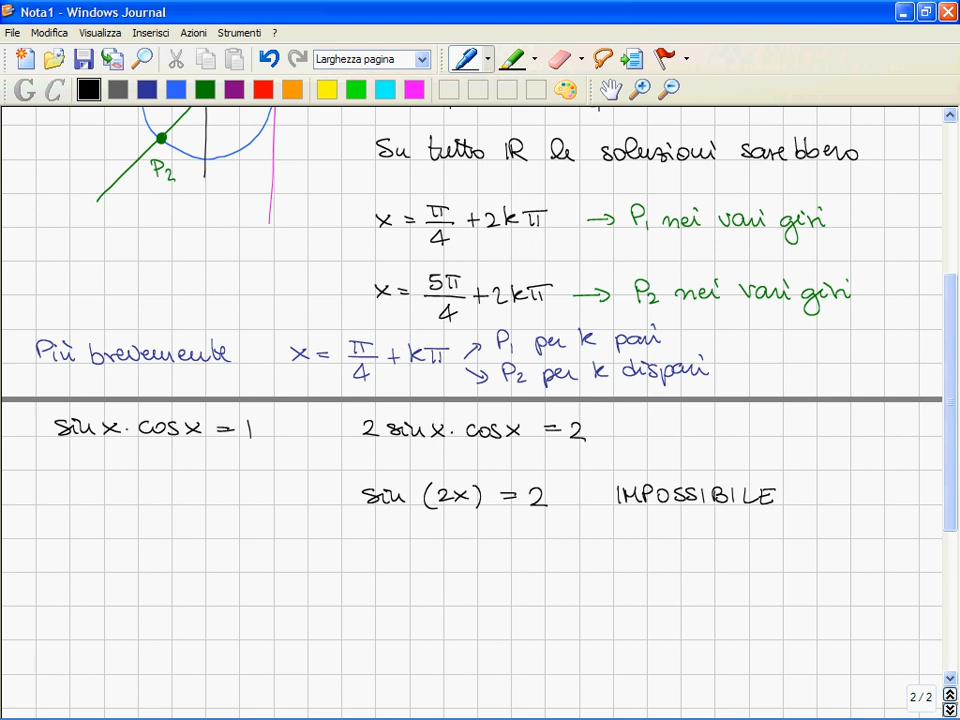 Nota1 - Windows Journal
File Modifica Visualizza Inserisci Azioni Strumenti ?
Larghezza pagina
Su tutto IR le soluzioni sarebbero
P2
x = π/4 + 2kπ → P1 nei vari giri
x = 5π/4 + 2kπ → P2 nei vari giri
Più brevemente x = π/4 + kπ ↗ P1 per k pari
↘ P2 per k dispari
sin x · cos x = 1 2 sin x · cos x = 2
sin (2x) = 2 IMPOSSIBILE
2 / 2